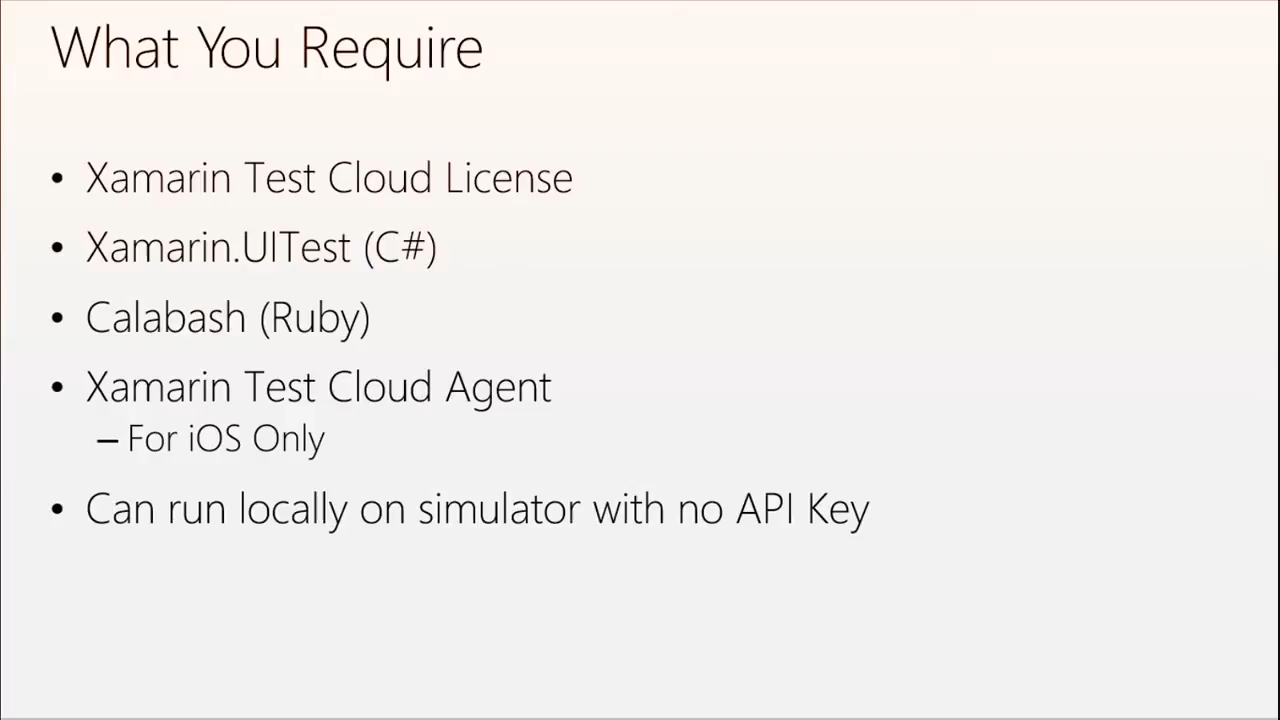 What You Require
• Xamarin Test Cloud License
• Xamarin.UITest (C#)
• Calabash (Ruby)
• Xamarin Test Cloud Agent
– For iOS Only
• Can run locally on simulator with no API Key